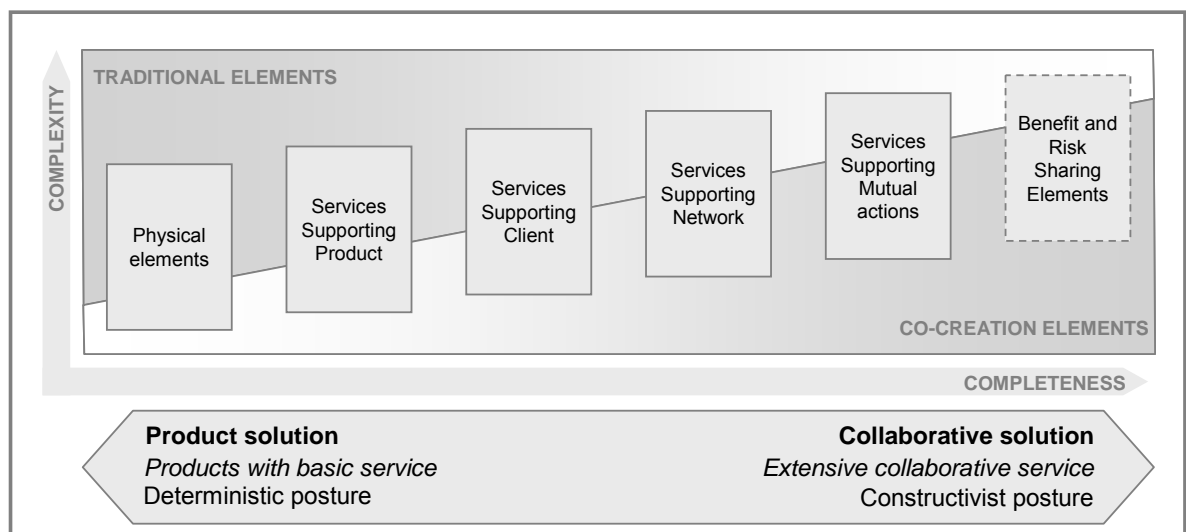 TRADITIONAL ELEMENTS
COMPLEXITY
Physical
elements
Services
Supporting
Product
Services
Supporting
Client
Services
Supporting
Network
Services
Supporting
Mutual
actions
Benefit and
Risk
Sharing
Elements
CO-CREATION ELEMENTS
COMPLETENESS
Product solution
Products with basic service
Deterministic posture
Collaborative solution
Extensive collaborative service
Constructivist posture